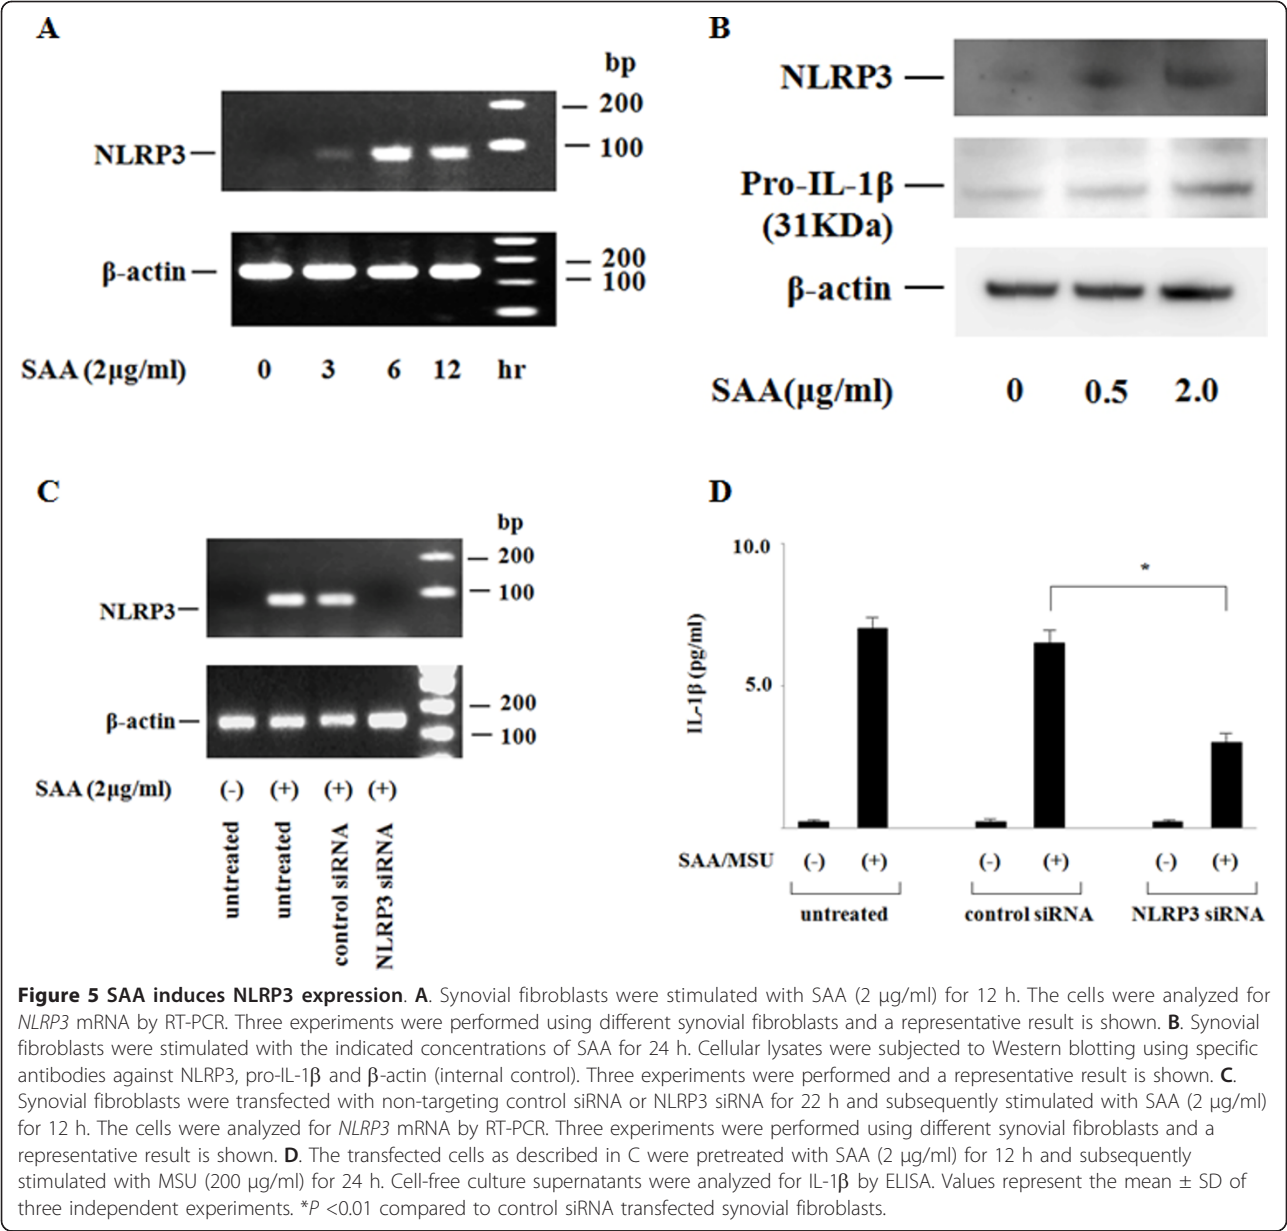 A
bp
200
NLRP3
100
β-actin
200
100
SAA (2μg/ml) 0 3 6 12 hr
B
NLRP3
Pro-IL-1β
(31KDa)
β-actin
SAA(μg/ml) 0 0.5 2.0
C
bp
200
100
NLRP3
200
β-actin
100
SAA (2μg/ml) (-) (+) (+) (+)
untreated
untreated
control siRNA
NLRP3 siRNA
D
10.0
*
IL-1β (pg/ml)
5.0
SAA/MSU (-) (+) (-) (+) (-) (+)
untreated control siRNA NLRP3 siRNA
Figure 5 SAA induces NLRP3 expression. A. Synovial fibroblasts were stimulated with SAA (2 μg/ml) for 12 h. The cells were analyzed for
NLRP3 mRNA by RT-PCR. Three experiments were performed using different synovial fibroblasts and a representative result is shown. B. Synovial
fibroblasts were stimulated with the indicated concentrations of SAA for 24 h. Cellular lysates were subjected to Western blotting using specific
antibodies against NLRP3, pro-IL-1β and β-actin (internal control). Three experiments were performed and a representative result is shown. C.
Synovial fibroblasts were transfected with non-targeting control siRNA or NLRP3 siRNA for 22 h and subsequently stimulated with SAA (2 μg/ml)
for 12 h. The cells were analyzed for NLRP3 mRNA by RT-PCR. Three experiments were performed using different synovial fibroblasts and a
representative result is shown. D. The transfected cells as described in C were pretreated with SAA (2 μg/ml) for 12 h and subsequently
stimulated with MSU (200 μg/ml) for 24 h. Cell-free culture supernatants were analyzed for IL-1β by ELISA. Values represent the mean ± SD of
three independent experiments. *P <0.01 compared to control siRNA transfected synovial fibroblasts.